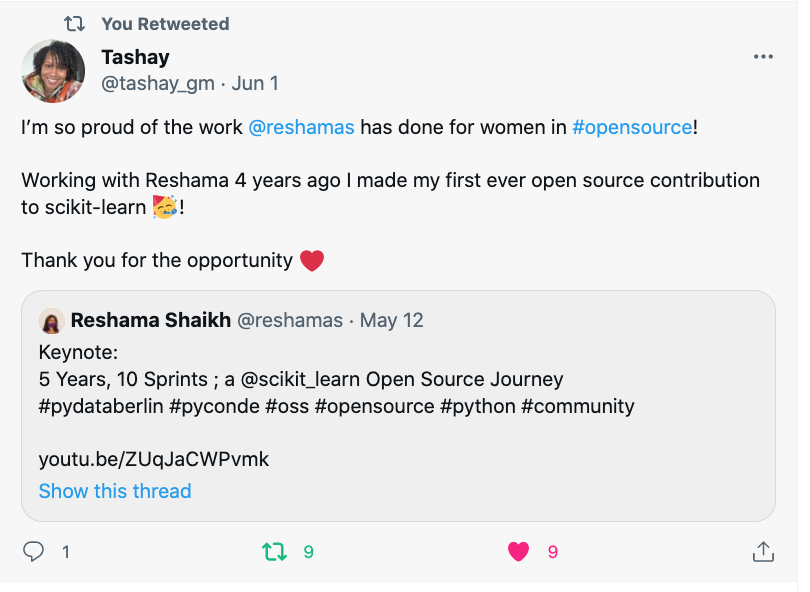 You Retweeted
Tashay
@tashay_gm · Jun 1
I’m so proud of the work @reshamas has done for women in #opensource!
Working with Reshama 4 years ago I made my first ever open source contribution
to scikit-learn 🥳!
Thank you for the opportunity ❤️
Reshama Shaikh @reshamas · May 12
Keynote:
5 Years, 10 Sprints ; a @scikit_learn Open Source Journey
#pydataberlin #pyconde #oss #opensource #python #community
youtu.be/ZUqJaCWPvmk
Show this thread
1 9 9